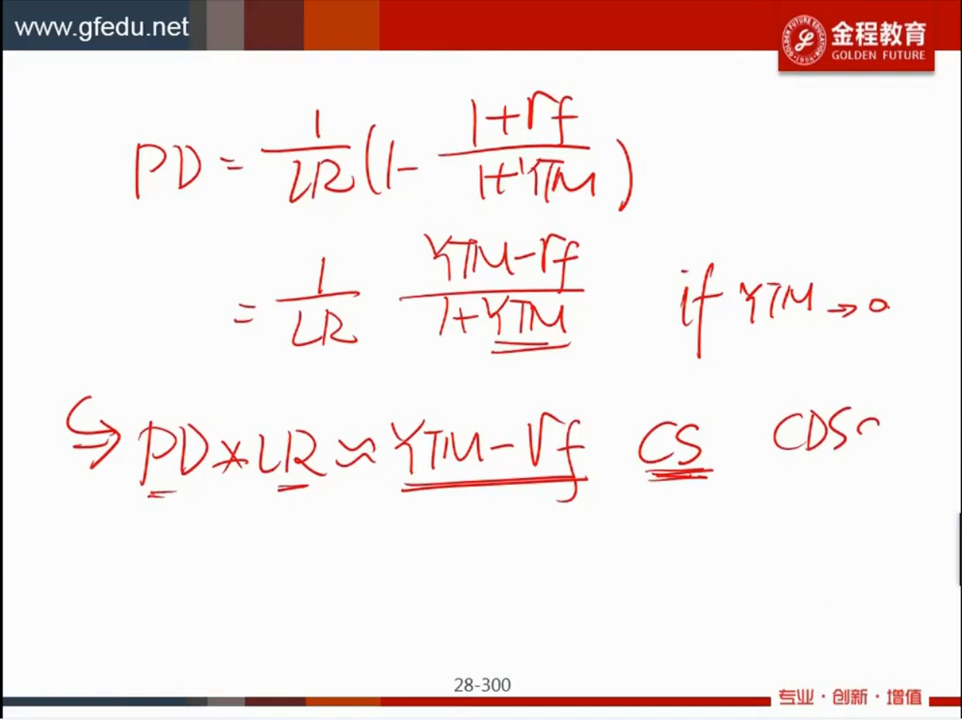 www.gfedu.net
金程教育
GOLDEN FUTURE
PD = 1/LR (1 - (1+rf)/(1+YTM))
= 1/LR (YTM-rf)/(1+YTM) if YTM → 0
↪ PD * LR ≈ YTM - rf CS CDS
28-300
专业·创新·增值